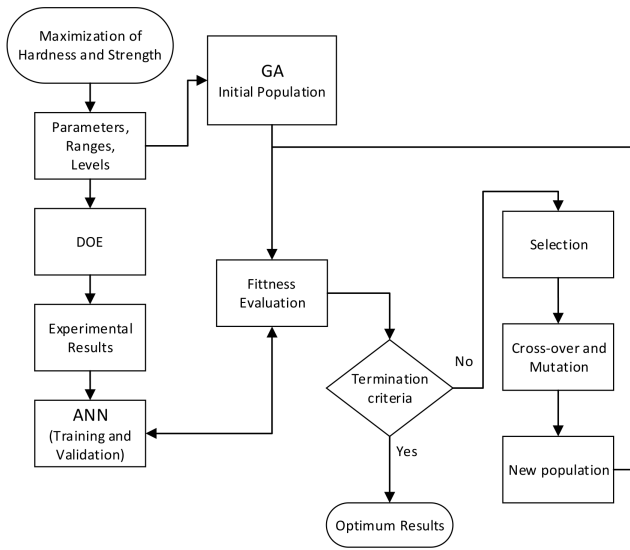 Maximization of
Hardness and Strength
Parameters,
Ranges,
Levels
DOE
Experimental
Results
ANN
(Training and
Validation)
GA
Initial Population
Fittness
Evaluation
Termination
criteria
No
Yes
Optimum Results
Selection
Cross-over and
Mutation
New population